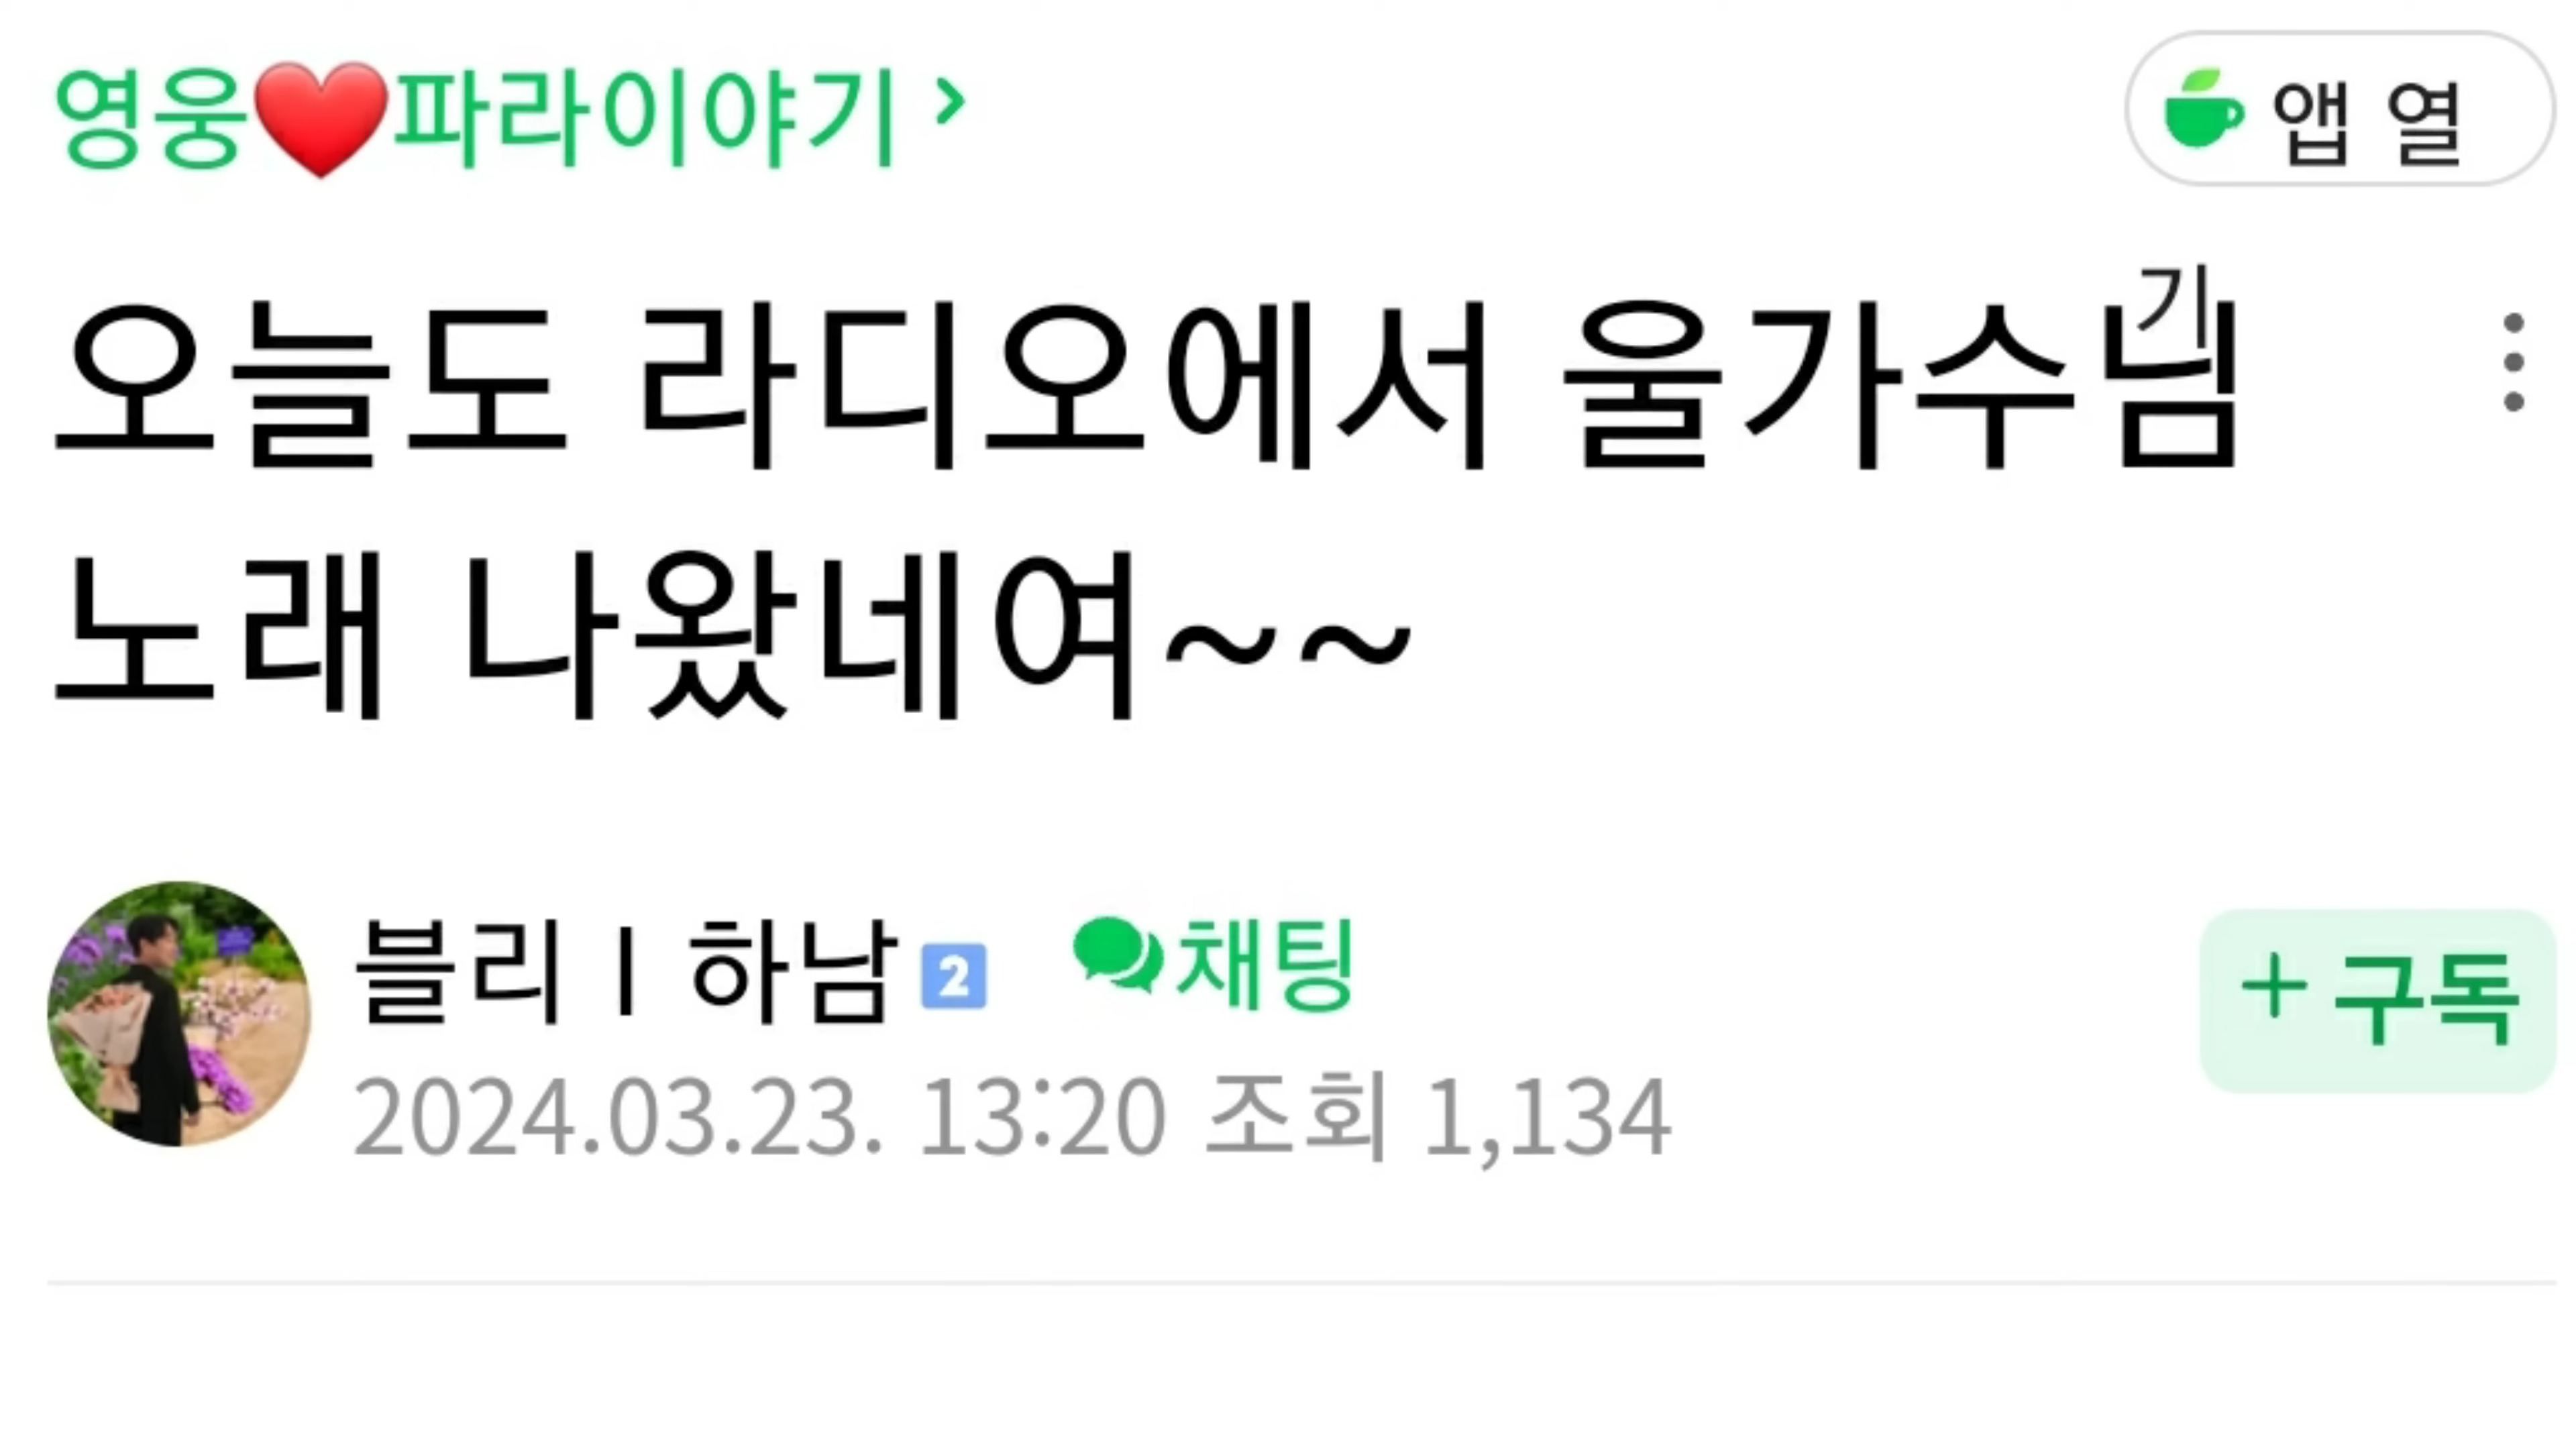 영웅❤️파라이야기 >
앱 열기
오늘도 라디오에서 울가수님
노래 나왔네여~~
블리ㅣ하남 2 채팅
+ 구독
2024.03.23. 13:20 조회 1,134